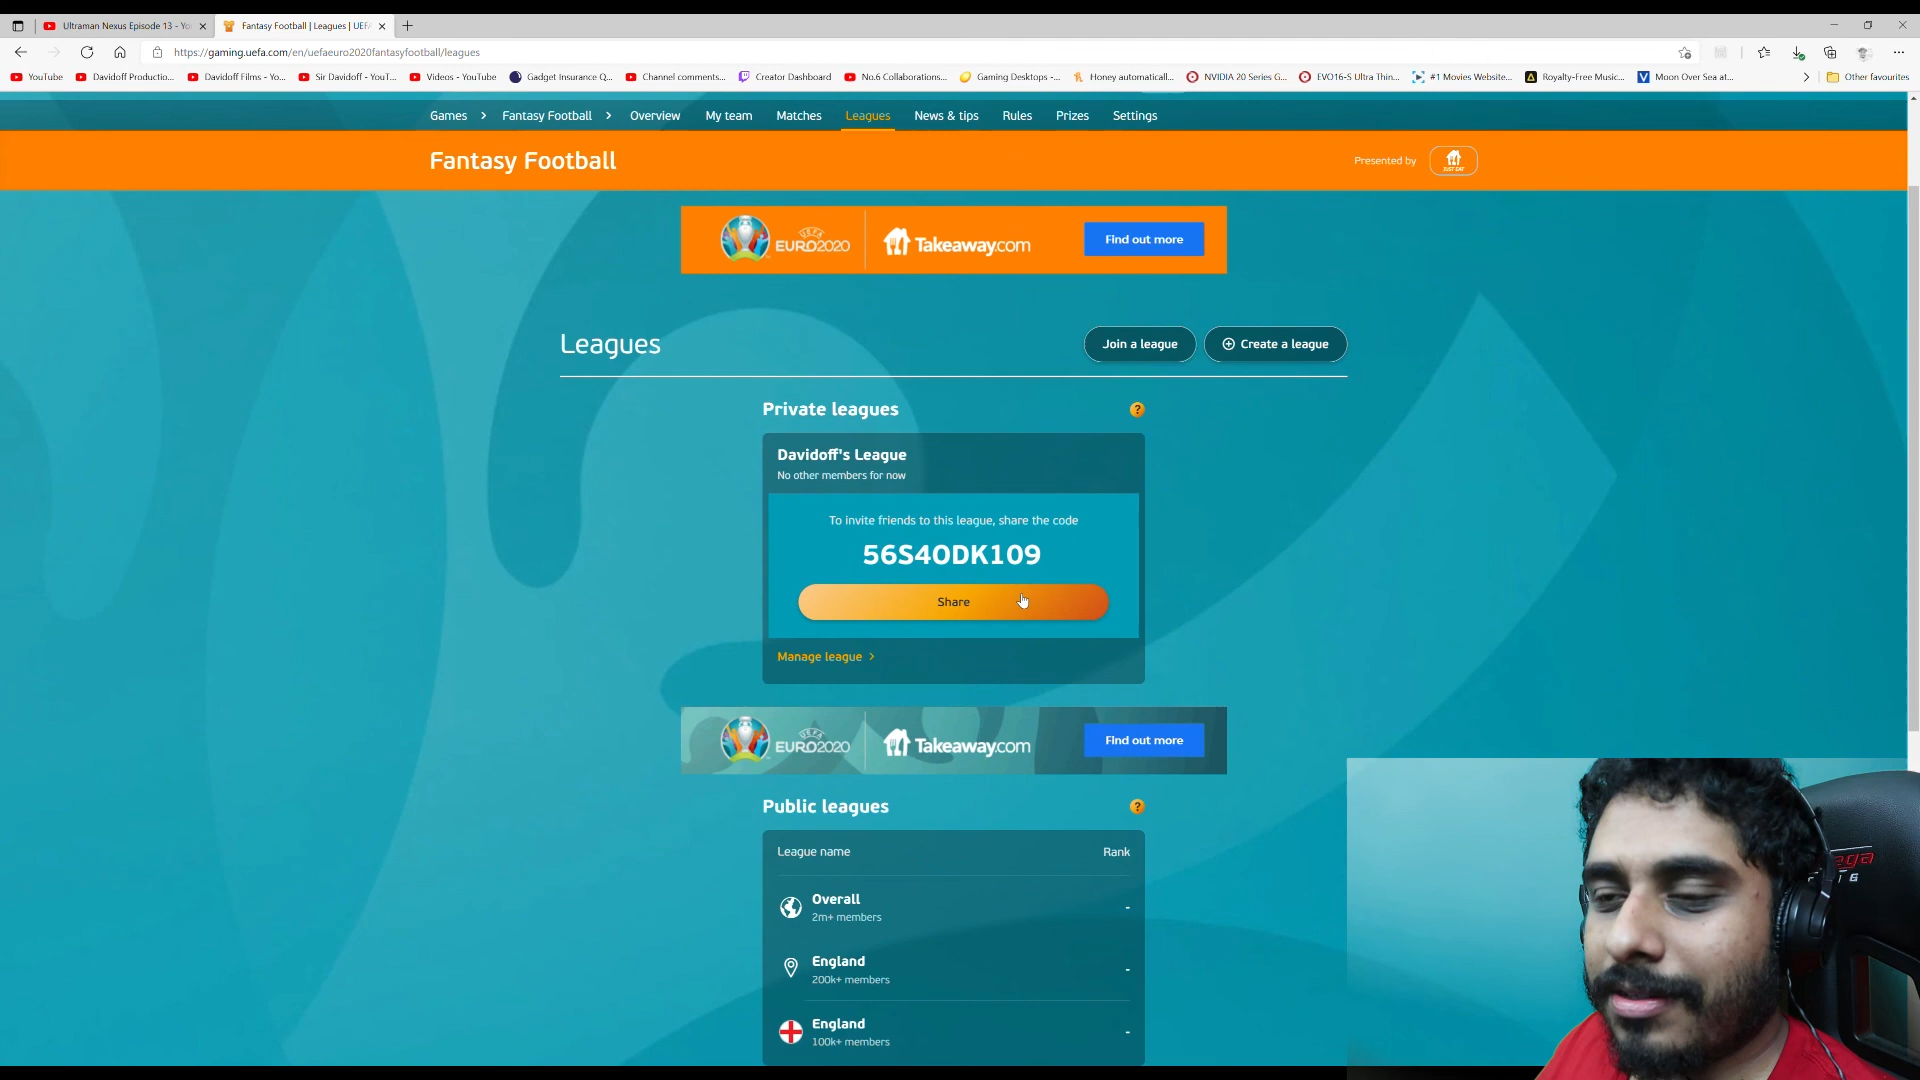 Ultraman Nexus Episode 13 - Yo
Fantasy Football | Leagues | UEF
https://gaming.uefa.com/en/uefaeuro2020fantasyfootball/leagues
YouTube
Davidoff Productio...
Davidoff Films - Yo...
Sir Davidoff - YouT...
Videos - YouTube
Gadget Insurance Q...
Channel comments...
Creator Dashboard
No.6 Collaborations...
Gaming Desktops -...
Honey automaticall...
NVIDIA 20 Series G...
EVO16-S Ultra Thin...
#1 Movies Website...
Royalty-Free Music...
Moon Over Sea at...
Other favourites
Games > Fantasy Football > Overview My team Matches Leagues News & tips Rules Prizes Settings
Fantasy Football
Presented by
JUST EAT
UEFA
EURO2020
Takeaway.com
Find out more
Leagues
Join a league
Create a league
Private leagues
?
Davidoff's League
No other members for now
To invite friends to this league, share the code
56S4ODK109
Share
Manage league >
UEFA
EURO2020
Takeaway.com
Find out more
Public leagues
?
League name Rank
Overall
2m+ members
-
England
200k+ members
-
England
100k+ members
-